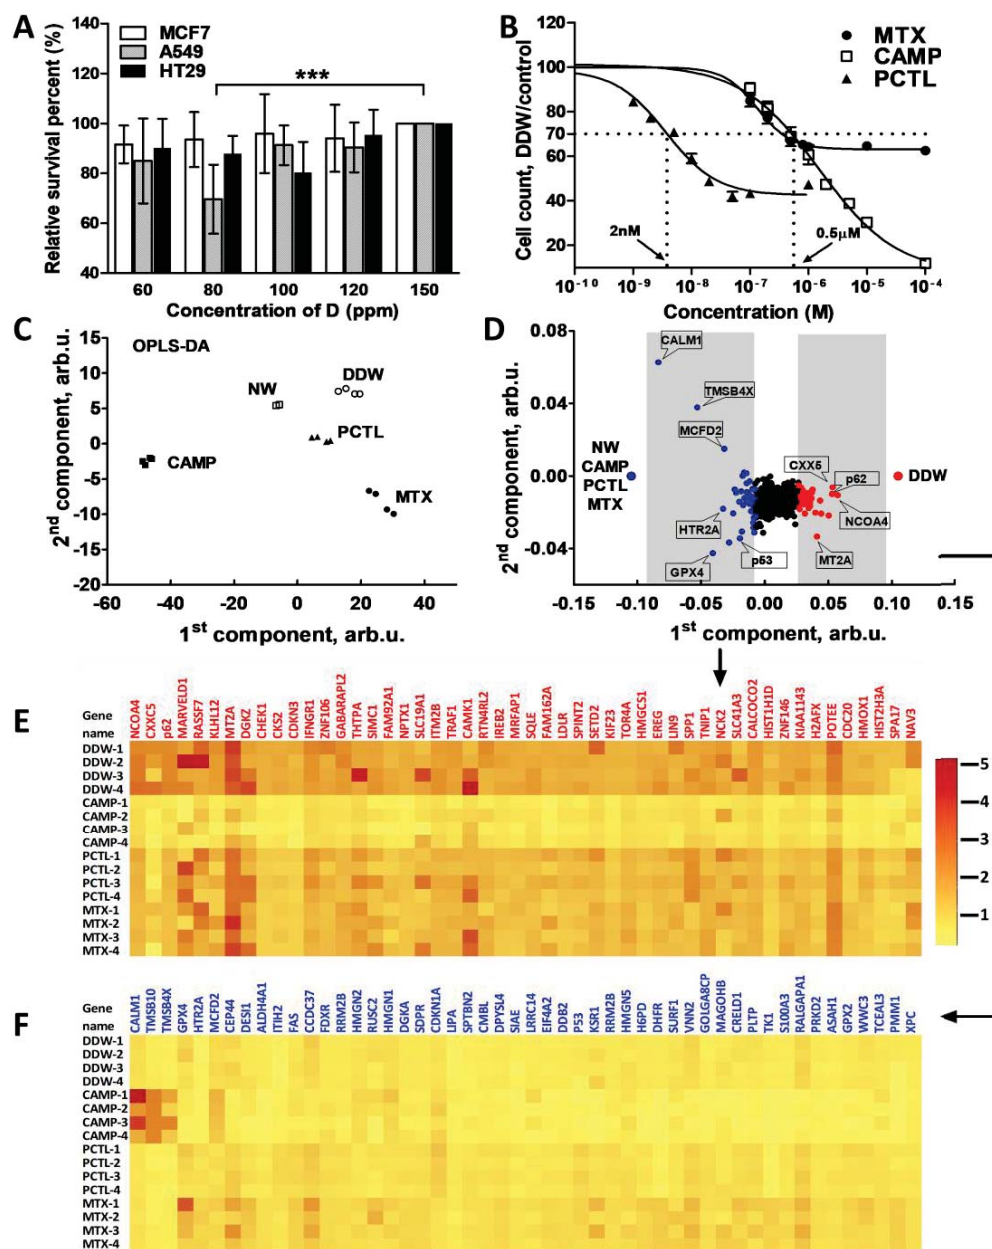 A
MCF7
A549
HT29
***
Relative survival percent (%)
140
120
100
80
60
40
60 80 100 120 150
Concentration of D (ppm)
B
MTX
CAMP
PCTL
Cell count, DDW/control
100
80
70
60
40
20
2nM
0.5µM
10⁻¹⁰ 10⁻⁹ 10⁻⁸ 10⁻⁷ 10⁻⁶ 10⁻⁵ 10⁻⁴
Concentration (M)
C
OPLS-DA
2nd component, arb.u.
15
10
5
0
-5
-10
-15
-20
NW
DDW
PCTL
CAMP
MTX
-60 -40 -20 0 20 40
1st component, arb.u.
D
2nd component, arb.u.
0.08
0.04
0.00
-0.04
CALM1
TMSB4X
MCFD2
NW
CAMP
PCTL
MTX
CXX5
p62
DDW
NCOA4
HTR2A
p53
MT2A
GPX4
-0.15 -0.10 -0.05 0.00 0.05 0.10 0.15
1st component, arb.u.
E
Gene
name
NCOA4
CXXC5
p62
MARVELD1
RASSF7
KLHL12
MT2A
DGKZ
CHEK1
CKS2
CDKN3
IFNGR1
ZNF106
GABARAPL2
THTPA
SIMC1
FAM92A1
NPTX1
SLC19A1
ITM2B
TRAF1
CAMK1
RTN4RL2
IREB2
MRFAP1
SQLE
FAM162A
LDLR
SPINT2
SETD2
KIF23
TOR4A
HMGCS1
EREG
LIN9
SPP1
TNIP1
NCK2
SLC41A3
CALCOCO2
HIST1H1D
ZNF146
KIAA1143
H2AFX
POTEE
CDC20
HMOX1
HIST2H3A
SPA17
NAV3
DDW-1
DDW-2
DDW-3
DDW-4
CAMP-1
CAMP-2
CAMP-3
CAMP-4
PCTL-1
PCTL-2
PCTL-3
PCTL-4
MTX-1
MTX-2
MTX-3
MTX-4
5
4
3
2
1
F
Gene
name
CALM1
TMSB10
TMSB4X
GPX4
HTR2A
MCFD2
CEP44
DESI1
ALDH4A1
ITIH2
FAS
CCDC37
FDXR
RRM2B
HMGN2
RUSC2
HMGN1
DGKA
SDPR
CDKN1A
LIPA
SPTBN2
CMBL
DPYSL4
SIAE
LRRC14
EIF4A2
DDB2
P53
KSR1
RRM2B
HMGN5
H6PD
DHFR
SURF1
VNN2
GOLGA8CP
MAGOHB
CRELD1
PLTP
TK1
S100A3
RALGAPA1
PRKD2
ASAH1
GPX2
WWC3
TCEAL3
PMM1
XPC
DDW-1
DDW-2
DDW-3
DDW-4
CAMP-1
CAMP-2
CAMP-3
CAMP-4
PCTL-1
PCTL-2
PCTL-3
PCTL-4
MTX-1
MTX-2
MTX-3
MTX-4